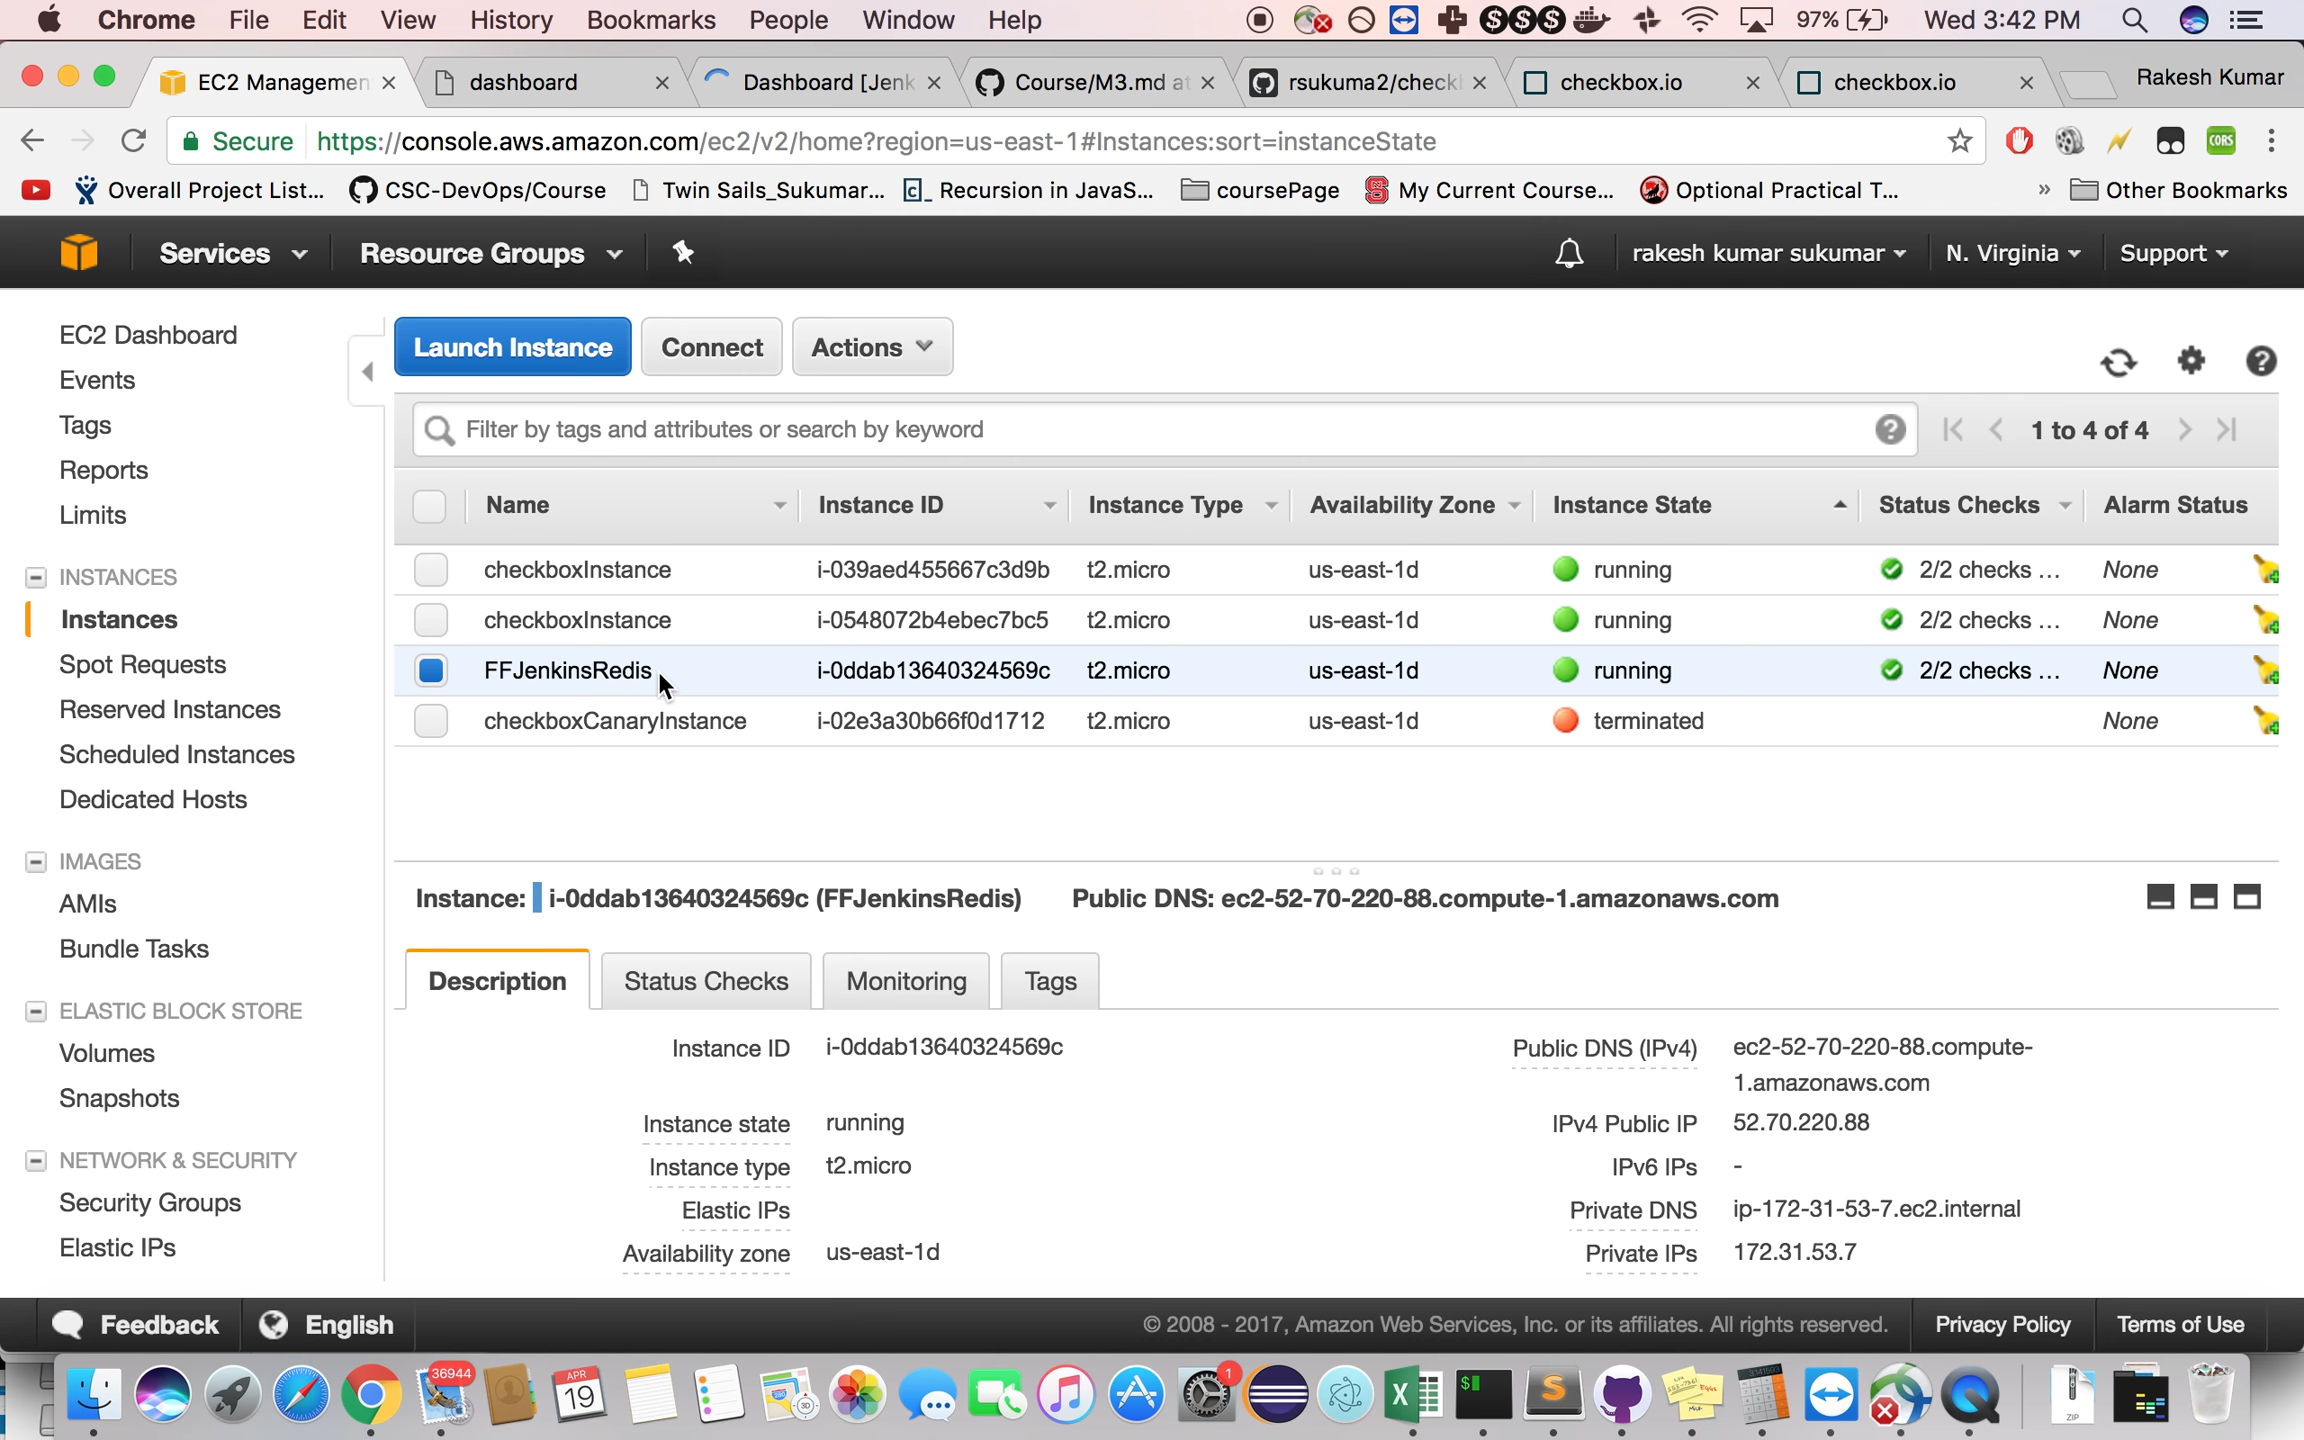 Chrome File Edit View History Bookmarks People Window Help 97% Wed 3:42 PM
EC2 Managemen dashboard Dashboard [Jenk Course/M3.md at rsukuma2/check checkbox.io checkbox.io Rakesh Kumar
Secure https://console.aws.amazon.com/ec2/v2/home?region=us-east-1#Instances:sort=instanceState CORS
Overall Project List... CSC-DevOps/Course Twin Sails_Sukumar... Recursion in JavaS... coursePage My Current Course... Optional Practical T... » Other Bookmarks
Services Resource Groups rakesh kumar sukumar N. Virginia Support
EC2 Dashboard
Events
Tags
Reports
Limits
INSTANCES
Instances
Spot Requests
Reserved Instances
Scheduled Instances
Dedicated Hosts
IMAGES
AMIs
Bundle Tasks
ELASTIC BLOCK STORE
Volumes
Snapshots
NETWORK & SECURITY
Security Groups
Elastic IPs
Launch Instance Connect Actions
Filter by tags and attributes or search by keyword 1 to 4 of 4
Name Instance ID Instance Type Availability Zone Instance State Status Checks Alarm Status
checkboxInstance i-039aed455667c3d9b t2.micro us-east-1d running 2/2 checks ... None
checkboxInstance i-0548072b4ebec7bc5 t2.micro us-east-1d running 2/2 checks ... None
FFJenkinsRedis i-0ddab13640324569c t2.micro us-east-1d running 2/2 checks ... None
checkboxCanaryInstance i-02e3a30b66f0d1712 t2.micro us-east-1d terminated None
Instance: i-0ddab13640324569c (FFJenkinsRedis) Public DNS: ec2-52-70-220-88.compute-1.amazonaws.com
Description Status Checks Monitoring Tags
Instance ID i-0ddab13640324569c
Instance state running
Instance type t2.micro
Elastic IPs
Availability zone us-east-1d
Public DNS (IPv4) ec2-52-70-220-88.compute-
1.amazonaws.com
IPv4 Public IP 52.70.220.88
IPv6 IPs -
Private DNS ip-172-31-53-7.ec2.internal
Private IPs 172.31.53.7
Feedback English © 2008 - 2017, Amazon Web Services, Inc. or its affiliates. All rights reserved. Privacy Policy Terms of Use
36944 APR 19 1 ZIP